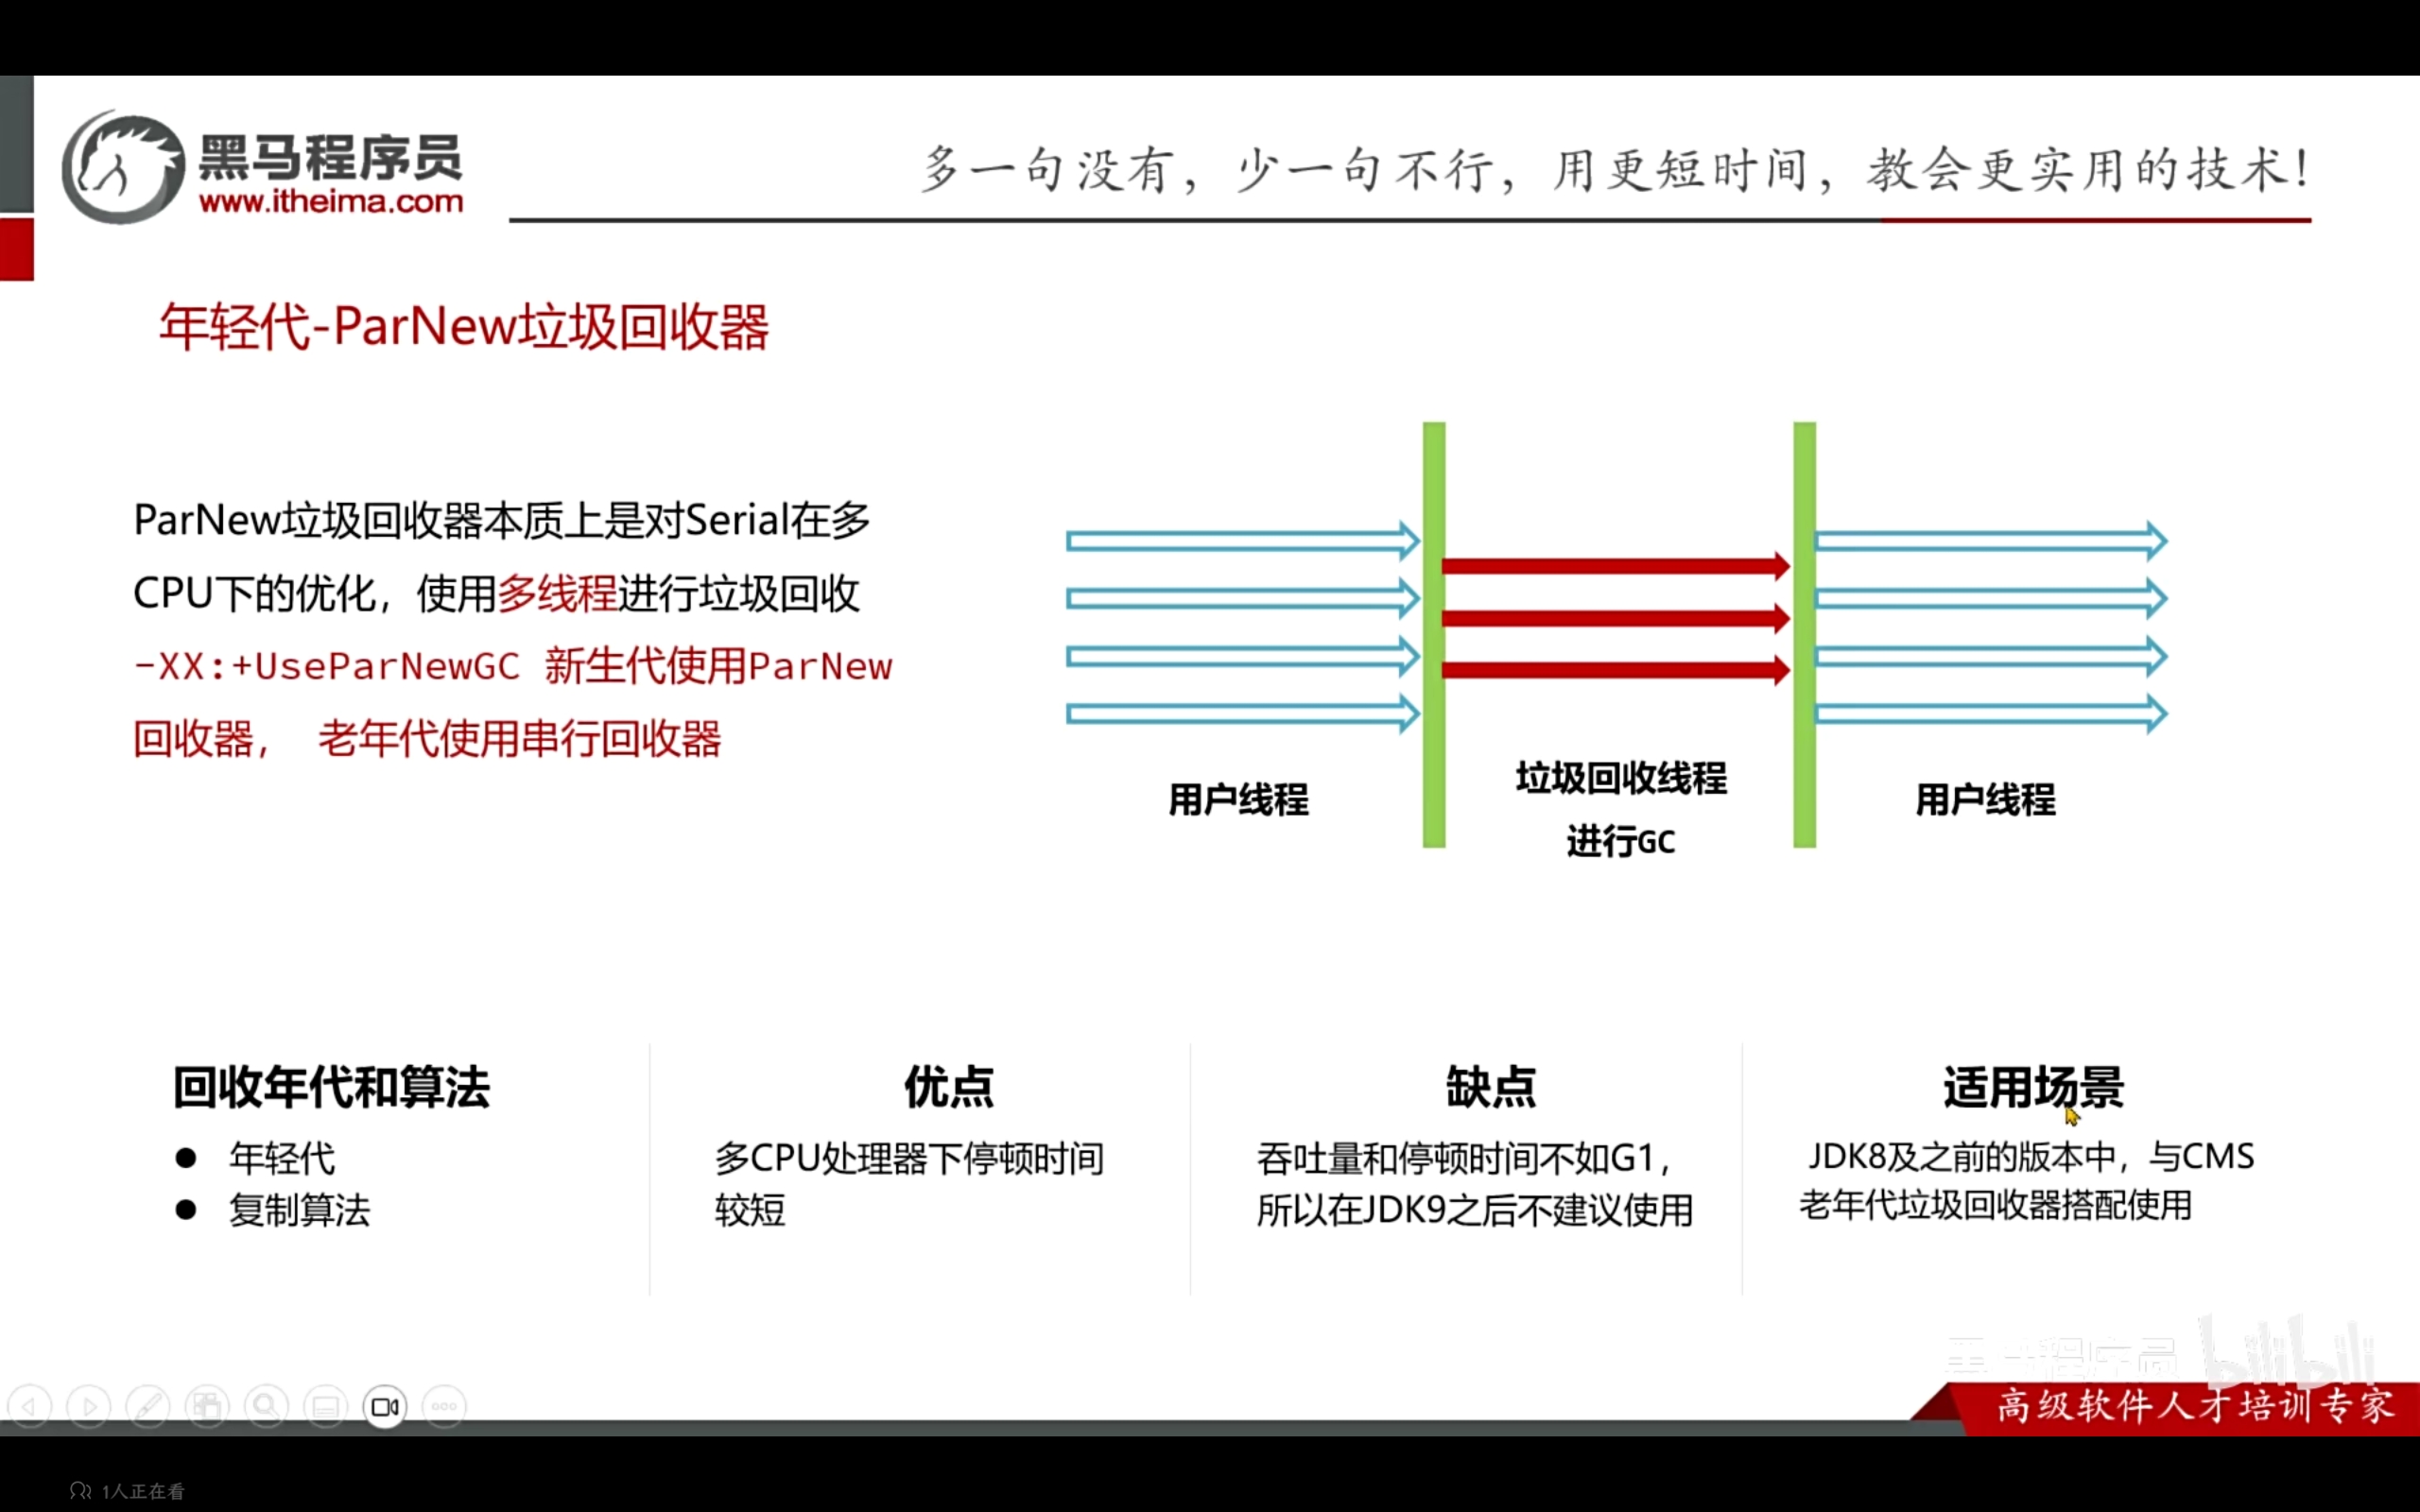 黑马程序员
www.itheima.com
多一句没有，少一句不行，用更短时间，教会更实用的技术！
年轻代-ParNew垃圾回收器
ParNew垃圾回收器本质上是对Serial在多
CPU下的优化，使用多线程进行垃圾回收
-XX:+UseParNewGC 新生代使用ParNew
回收器， 老年代使用串行回收器
用户线程
垃圾回收线程
进行GC
用户线程
回收年代和算法
● 年轻代
● 复制算法
优点
多CPU处理器下停顿时间
较短
缺点
吞吐量和停顿时间不如G1，
所以在JDK9之后不建议使用
适用场景
JDK8及之前的版本中，与CMS
老年代垃圾回收器搭配使用
黑马程序员 bilibili
高级软件人才培训专家
1人正在看